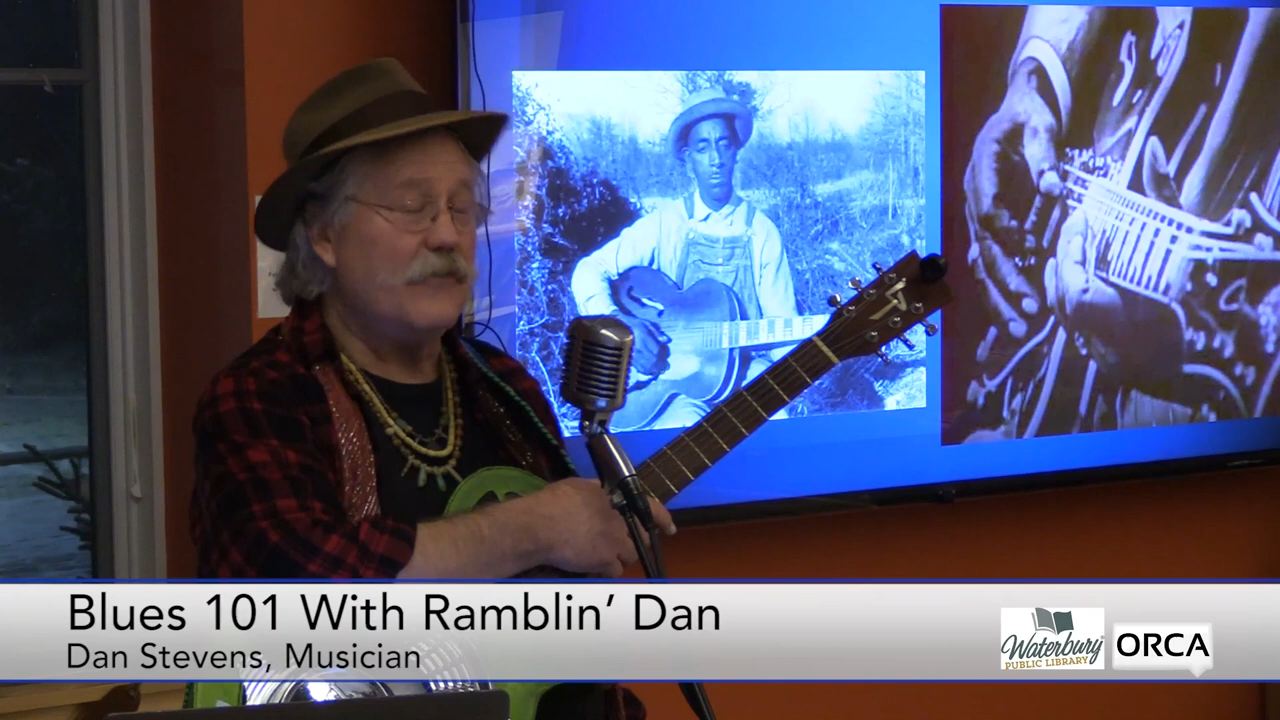 Blues 101 With Ramblin' Dan
Dan Stevens, Musician
Waterbury
PUBLIC LIBRARY
ORCA